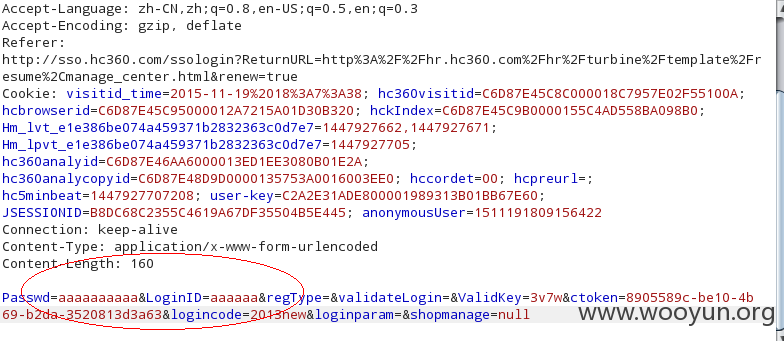 Accept-Language: zh-CN,zh;q=0.8,en-US;q=0.5,en;q=0.3
Accept-Encoding: gzip, deflate
Referer:
http://sso.hc360.com/ssologin?ReturnURL=http%3A%2F%2Fhr.hc360.com%2Fhr%2Fturbine%2Ftemplate%2Fr
esume%2Cmanage_center.html&renew=true
Cookie: visitid_time=2015-11-19%2018%3A7%3A38; hc360visitid=C6D87E45C8C000018C7957E02F55100A;
hcbrowserid=C6D87E45C95000012A7215A01D30B320; hckIndex=C6D87E45C9B0000155C4AD558BA098B0;
Hm_lvt_e1e386be074a459371b2832363c0d7e7=1447927662,1447927671;
Hm_lpvt_e1e386be074a459371b2832363c0d7e7=1447927705;
hc360analyid=C6D87E46AA6000013ED1EE3080B01E2A;
hc360analycopyid=C6D87E48D9D0000135753A0016003EE0; hccordet=00; hcpreurl=;
hc5minbeat=1447927707208; user-key=C2A2E31ADE800001989313B01BB67E60;
JSESSIONID=B8DC68C2355C4619A67DF35504B5E445; anonymousUser=1511191809156422
Connection: keep-alive
Content-Type: application/x-www-form-urlencoded
Content-Length: 160
Passwd=aaaaaaaaaa&LoginID=aaaaaa&regType=&validateLogin=&ValidKey=3v7w&ctoken=8905589c-be10-4b
69-b2da-3520813d3a63&logincode=2013new&loginparam=&shopmanage=null
www.wooyun.org